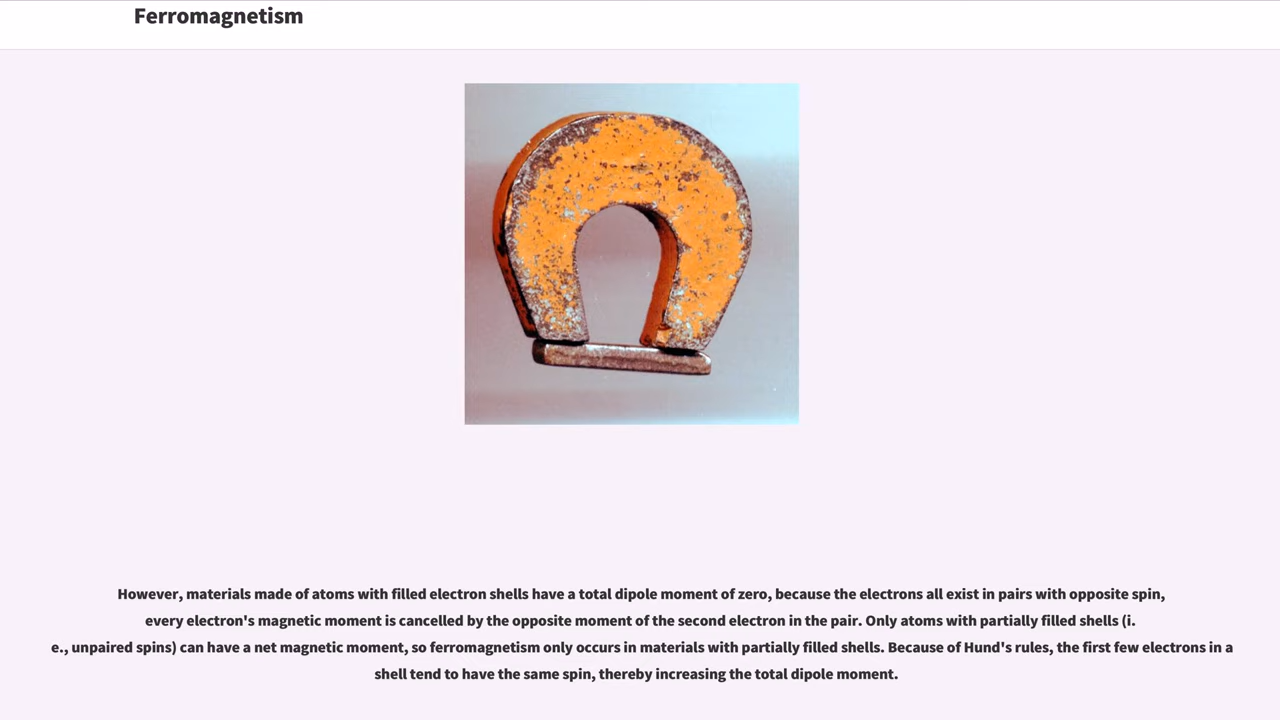 Ferromagnetism
However, materials made of atoms with filled electron shells have a total dipole moment of zero, because the electrons all exist in pairs with opposite spin,
every electron's magnetic moment is cancelled by the opposite moment of the second electron in the pair. Only atoms with partially filled shells (i.
e., unpaired spins) can have a net magnetic moment, so ferromagnetism only occurs in materials with partially filled shells. Because of Hund's rules, the first few electrons in a
shell tend to have the same spin, thereby increasing the total dipole moment.